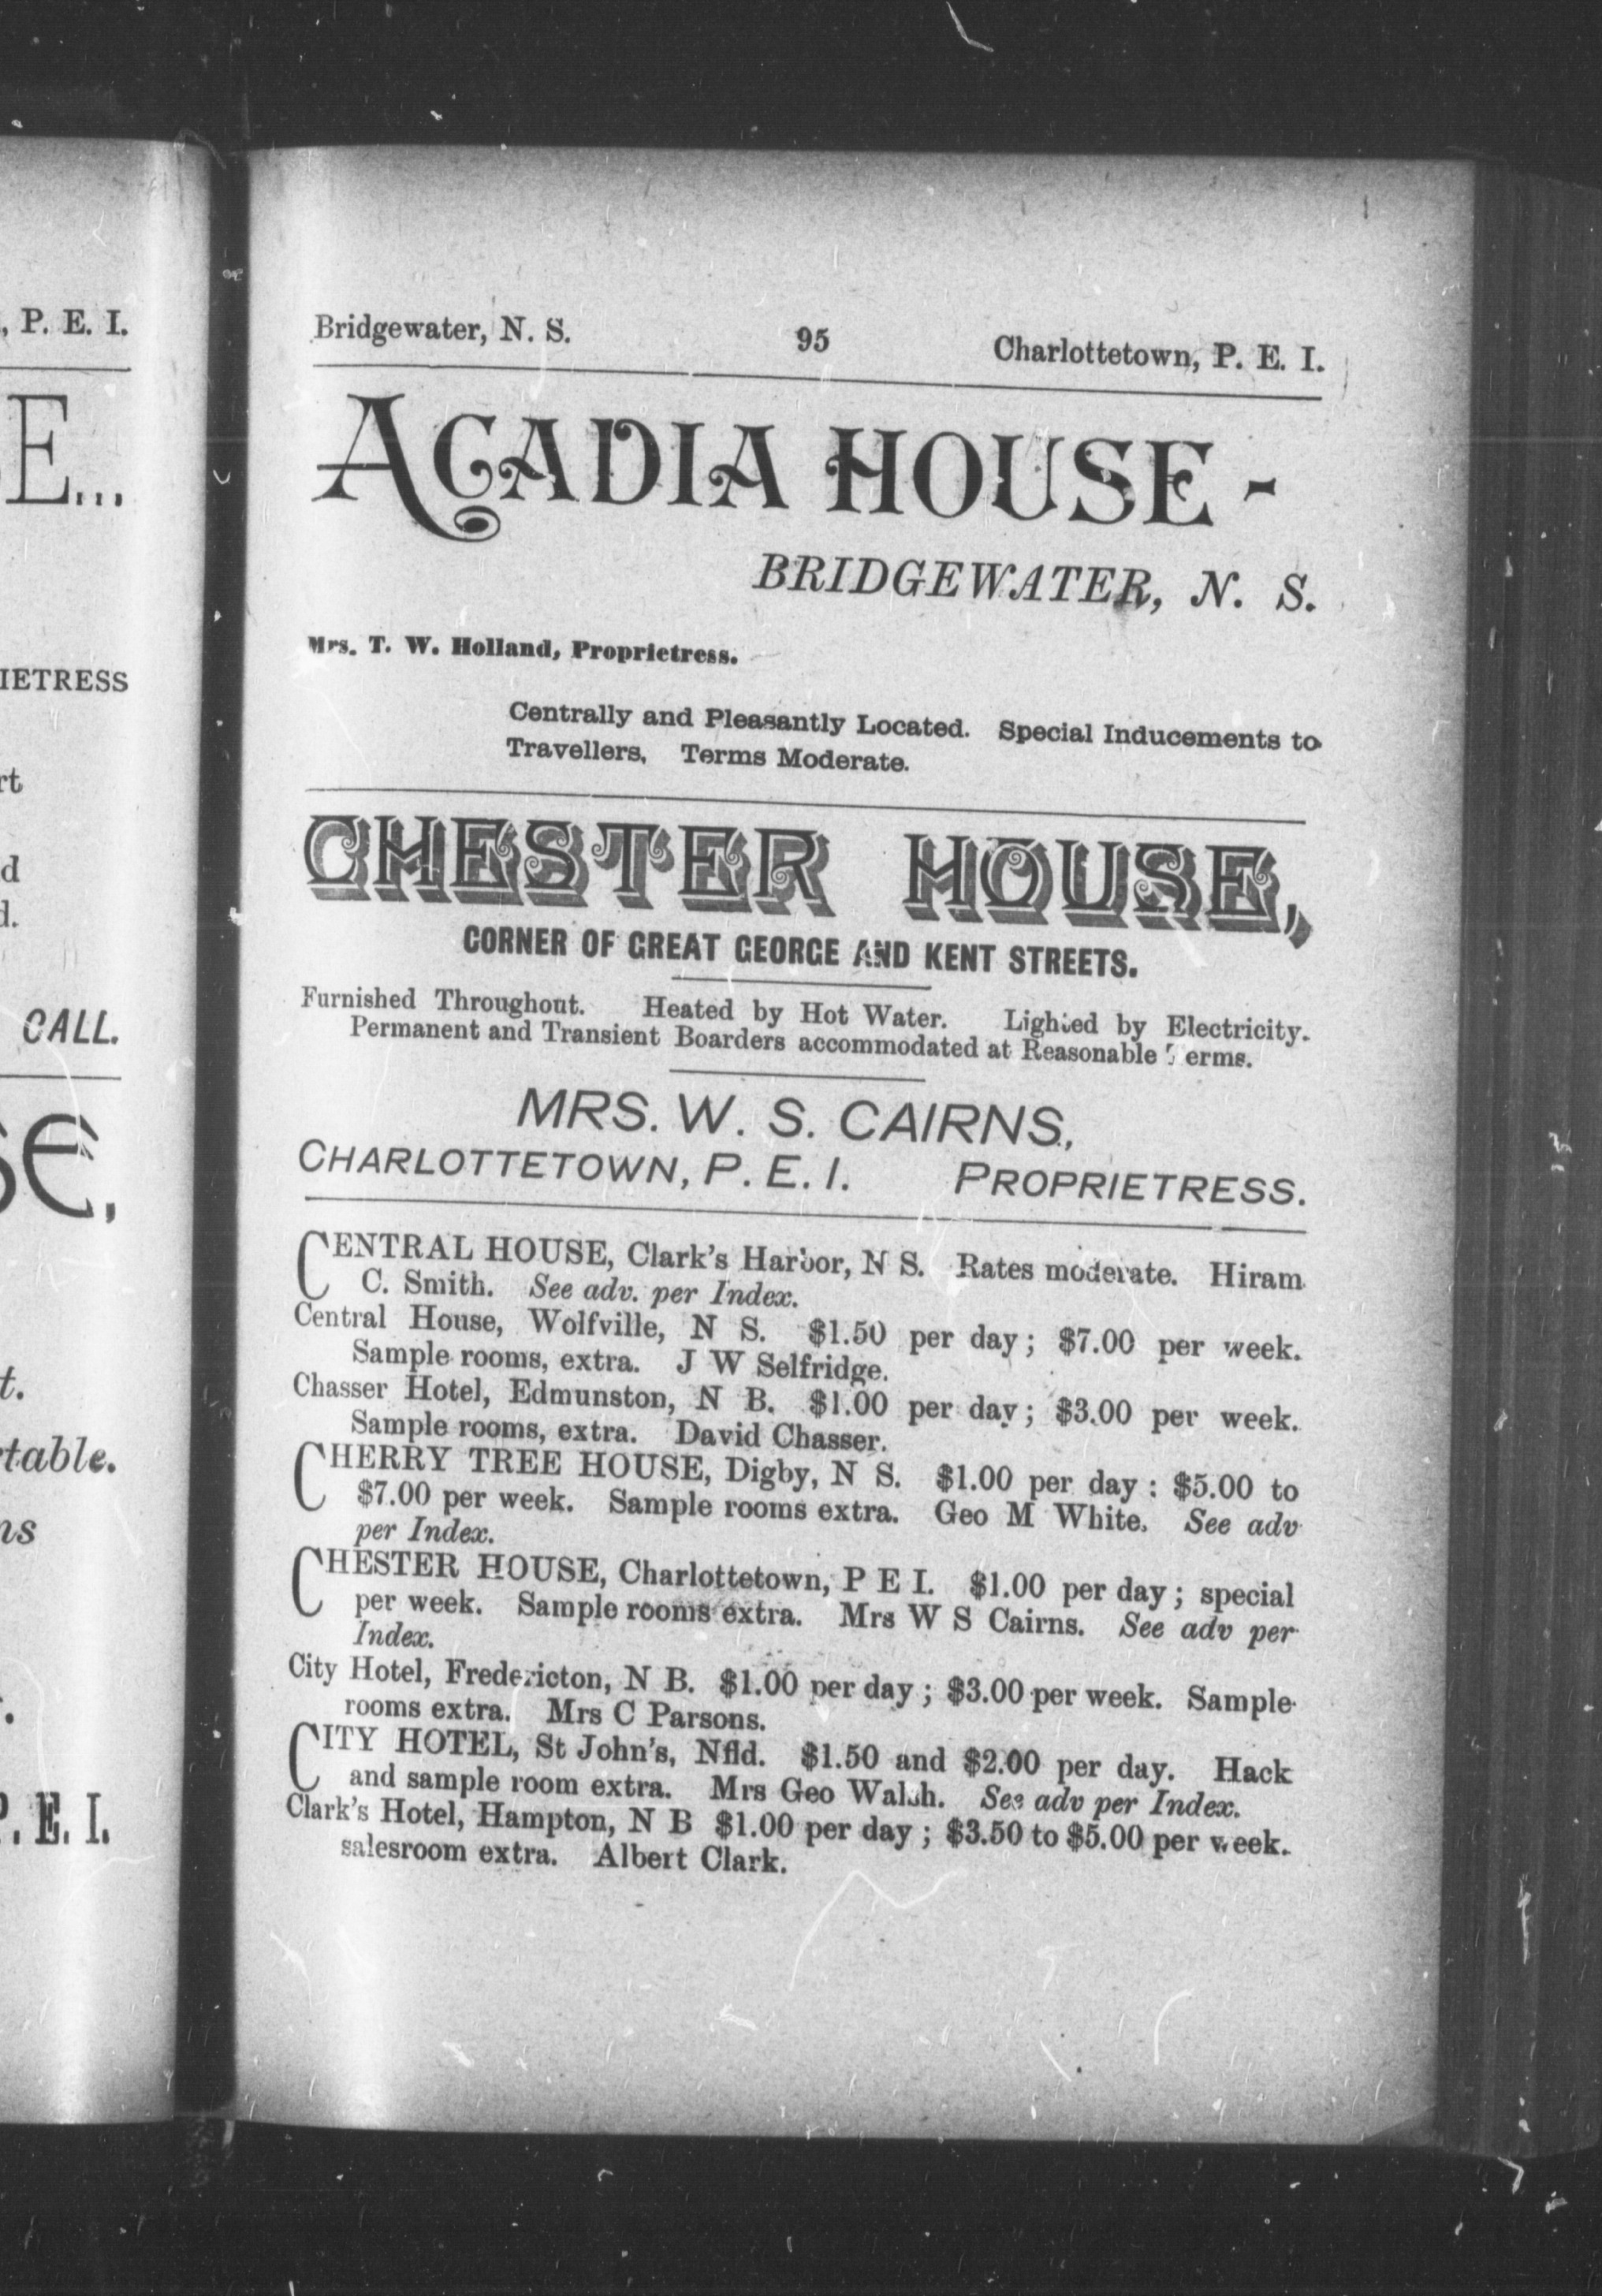 , P. E. I.
E...
IETRESS
rt
d
d.
CALL.
SE,
t.
rtable.
ns
P. E. I.
Bridgewater, N. S. 95 Charlottetown, P. E. I.
ACADIA HOUSE -
BRIDGEWATER, N. S.
Mrs. T. W. Holland, Proprietress.
Centrally and Pleasantly Located. Special Inducements to
Travellers, Terms Moderate.
CHESTER HOUSE,
CORNER OF GREAT GEORGE AND KENT STREETS.
Furnished Throughout. Heated by Hot Water. Lighted by Electricity.
Permanent and Transient Boarders accommodated at Reasonable Terms.
MRS. W. S. CAIRNS,
CHARLOTTETOWN, P. E. I. PROPRIETRESS.
CENTRAL HOUSE, Clark's Harbor, N S. Rates moderate. Hiram
C. Smith. See adv. per Index.
Central House, Wolfville, N S. $1.50 per day; $7.00 per week.
Sample rooms, extra. J W Selfridge.
Chasser Hotel, Edmunston, N B. $1.00 per day; $3.00 per week.
Sample rooms, extra. David Chasser.
CHERRY TREE HOUSE, Digby, N S. $1.00 per day: $5.00 to
$7.00 per week. Sample rooms extra. Geo M White, See adv
per Index.
CHESTER HOUSE, Charlottetown, P E I. $1.00 per day; special
per week. Sample rooms extra. Mrs W S Cairns. See adv per
Index.
City Hotel, Fredericton, N B. $1.00 per day; $3.00 per week. Sample
rooms extra. Mrs C Parsons.
CITY HOTEL, St John's, Nfld. $1.50 and $2.00 per day. Hack
and sample room extra. Mrs Geo Walsh. See adv per Index.
Clark's Hotel, Hampton, N B $1.00 per day; $3.50 to $5.00 per week.
salesroom extra. Albert Clark.